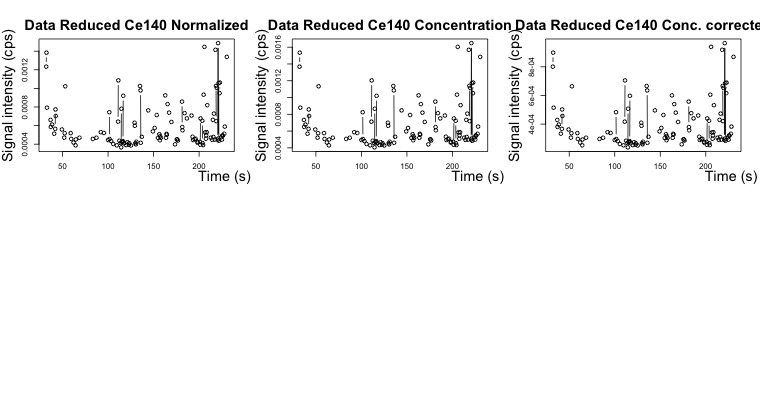 Data Reduced Ce140 Normalized
Signal intensity (cps)
0.0004 0.0008 0.0012
50 100 150 200
Time (s)
Data Reduced Ce140 Concentration
Signal intensity (cps)
0.0004 0.0008 0.0012 0.0016
50 100 150 200
Time (s)
Data Reduced Ce140 Conc. correcte
Signal intensity (cps)
4e-04 6e-04 8e-04
50 100 150 200
Time (s)